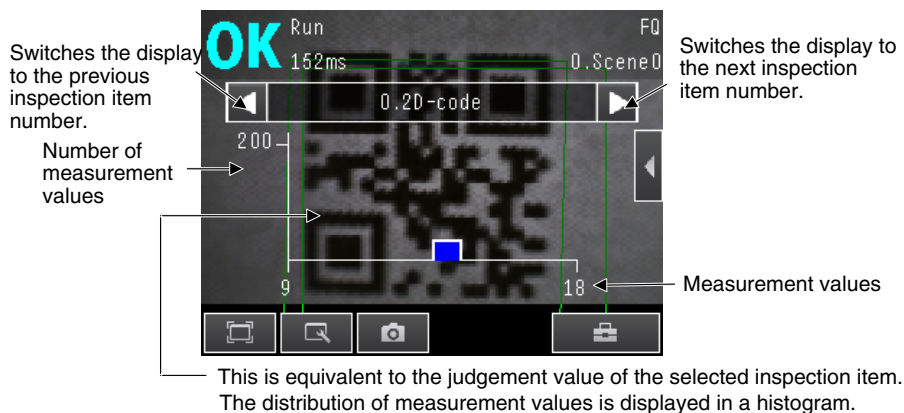 OK
Run
152ms
FQ
0.Scene0
Switches the display
to the previous
inspection item
number.
Switches the display to
the next inspection
item number.
0.2D-code
200
Number of
measurement
values
9
18
Measurement values
This is equivalent to the judgement value of the selected inspection item.
The distribution of measurement values is displayed in a histogram.